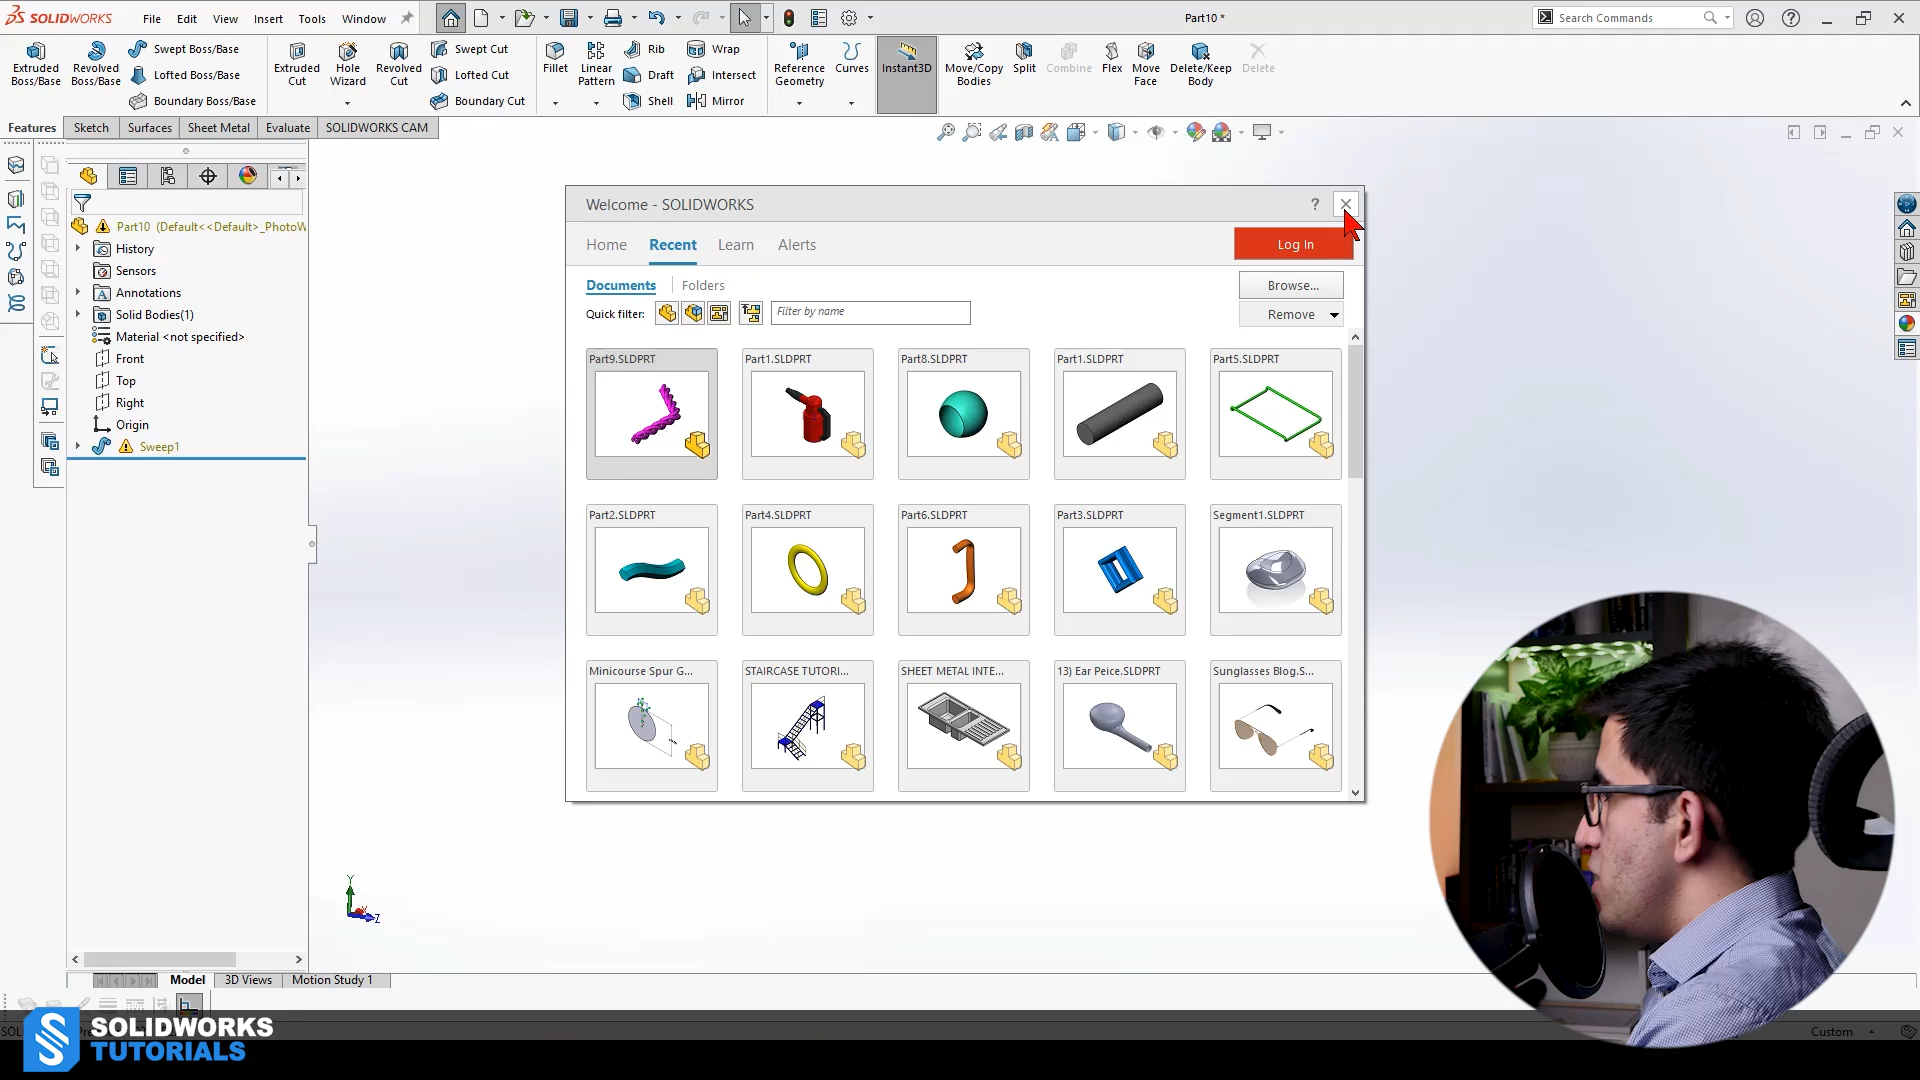 SOLIDWORKS
File
Edit
View
Insert
Tools
Window
Part10 *
Search Commands
Extruded Boss/Base
Revolved Boss/Base
Swept Boss/Base
Lofted Boss/Base
Boundary Boss/Base
Extruded Cut
Hole Wizard
Revolved Cut
Swept Cut
Lofted Cut
Boundary Cut
Fillet
Linear Pattern
Rib
Draft
Shell
Wrap
Intersect
Mirror
Reference Geometry
Curves
Instant3D
Move/Copy Bodies
Split
Combine
Flex
Move Face
Delete/Keep Body
Delete
Features
Sketch
Surfaces
Sheet Metal
Evaluate
SOLIDWORKS CAM
Part10 (Default<<Default>_PhotoW
History
Sensors
Annotations
Solid Bodies(1)
Material <not specified>
Front
Top
Right
Origin
Sweep1
Welcome - SOLIDWORKS
?
Home
Recent
Learn
Alerts
Log In
Documents
Folders
Browse...
Quick filter:
Filter by name
Remove
Part9.SLDPRT
Part1.SLDPRT
Part8.SLDPRT
Part1.SLDPRT
Part5.SLDPRT
Part2.SLDPRT
Part4.SLDPRT
Part6.SLDPRT
Part3.SLDPRT
Segment1.SLDPRT
Minicourse Spur G...
STAIRCASE TUTORI...
SHEET METAL INTE...
13) Ear Peice.SLDPRT
Sunglasses Blog.S...
Y
X
Z
Model
3D Views
Motion Study 1
SOLIDWORKS
TUTORIALS
Custom